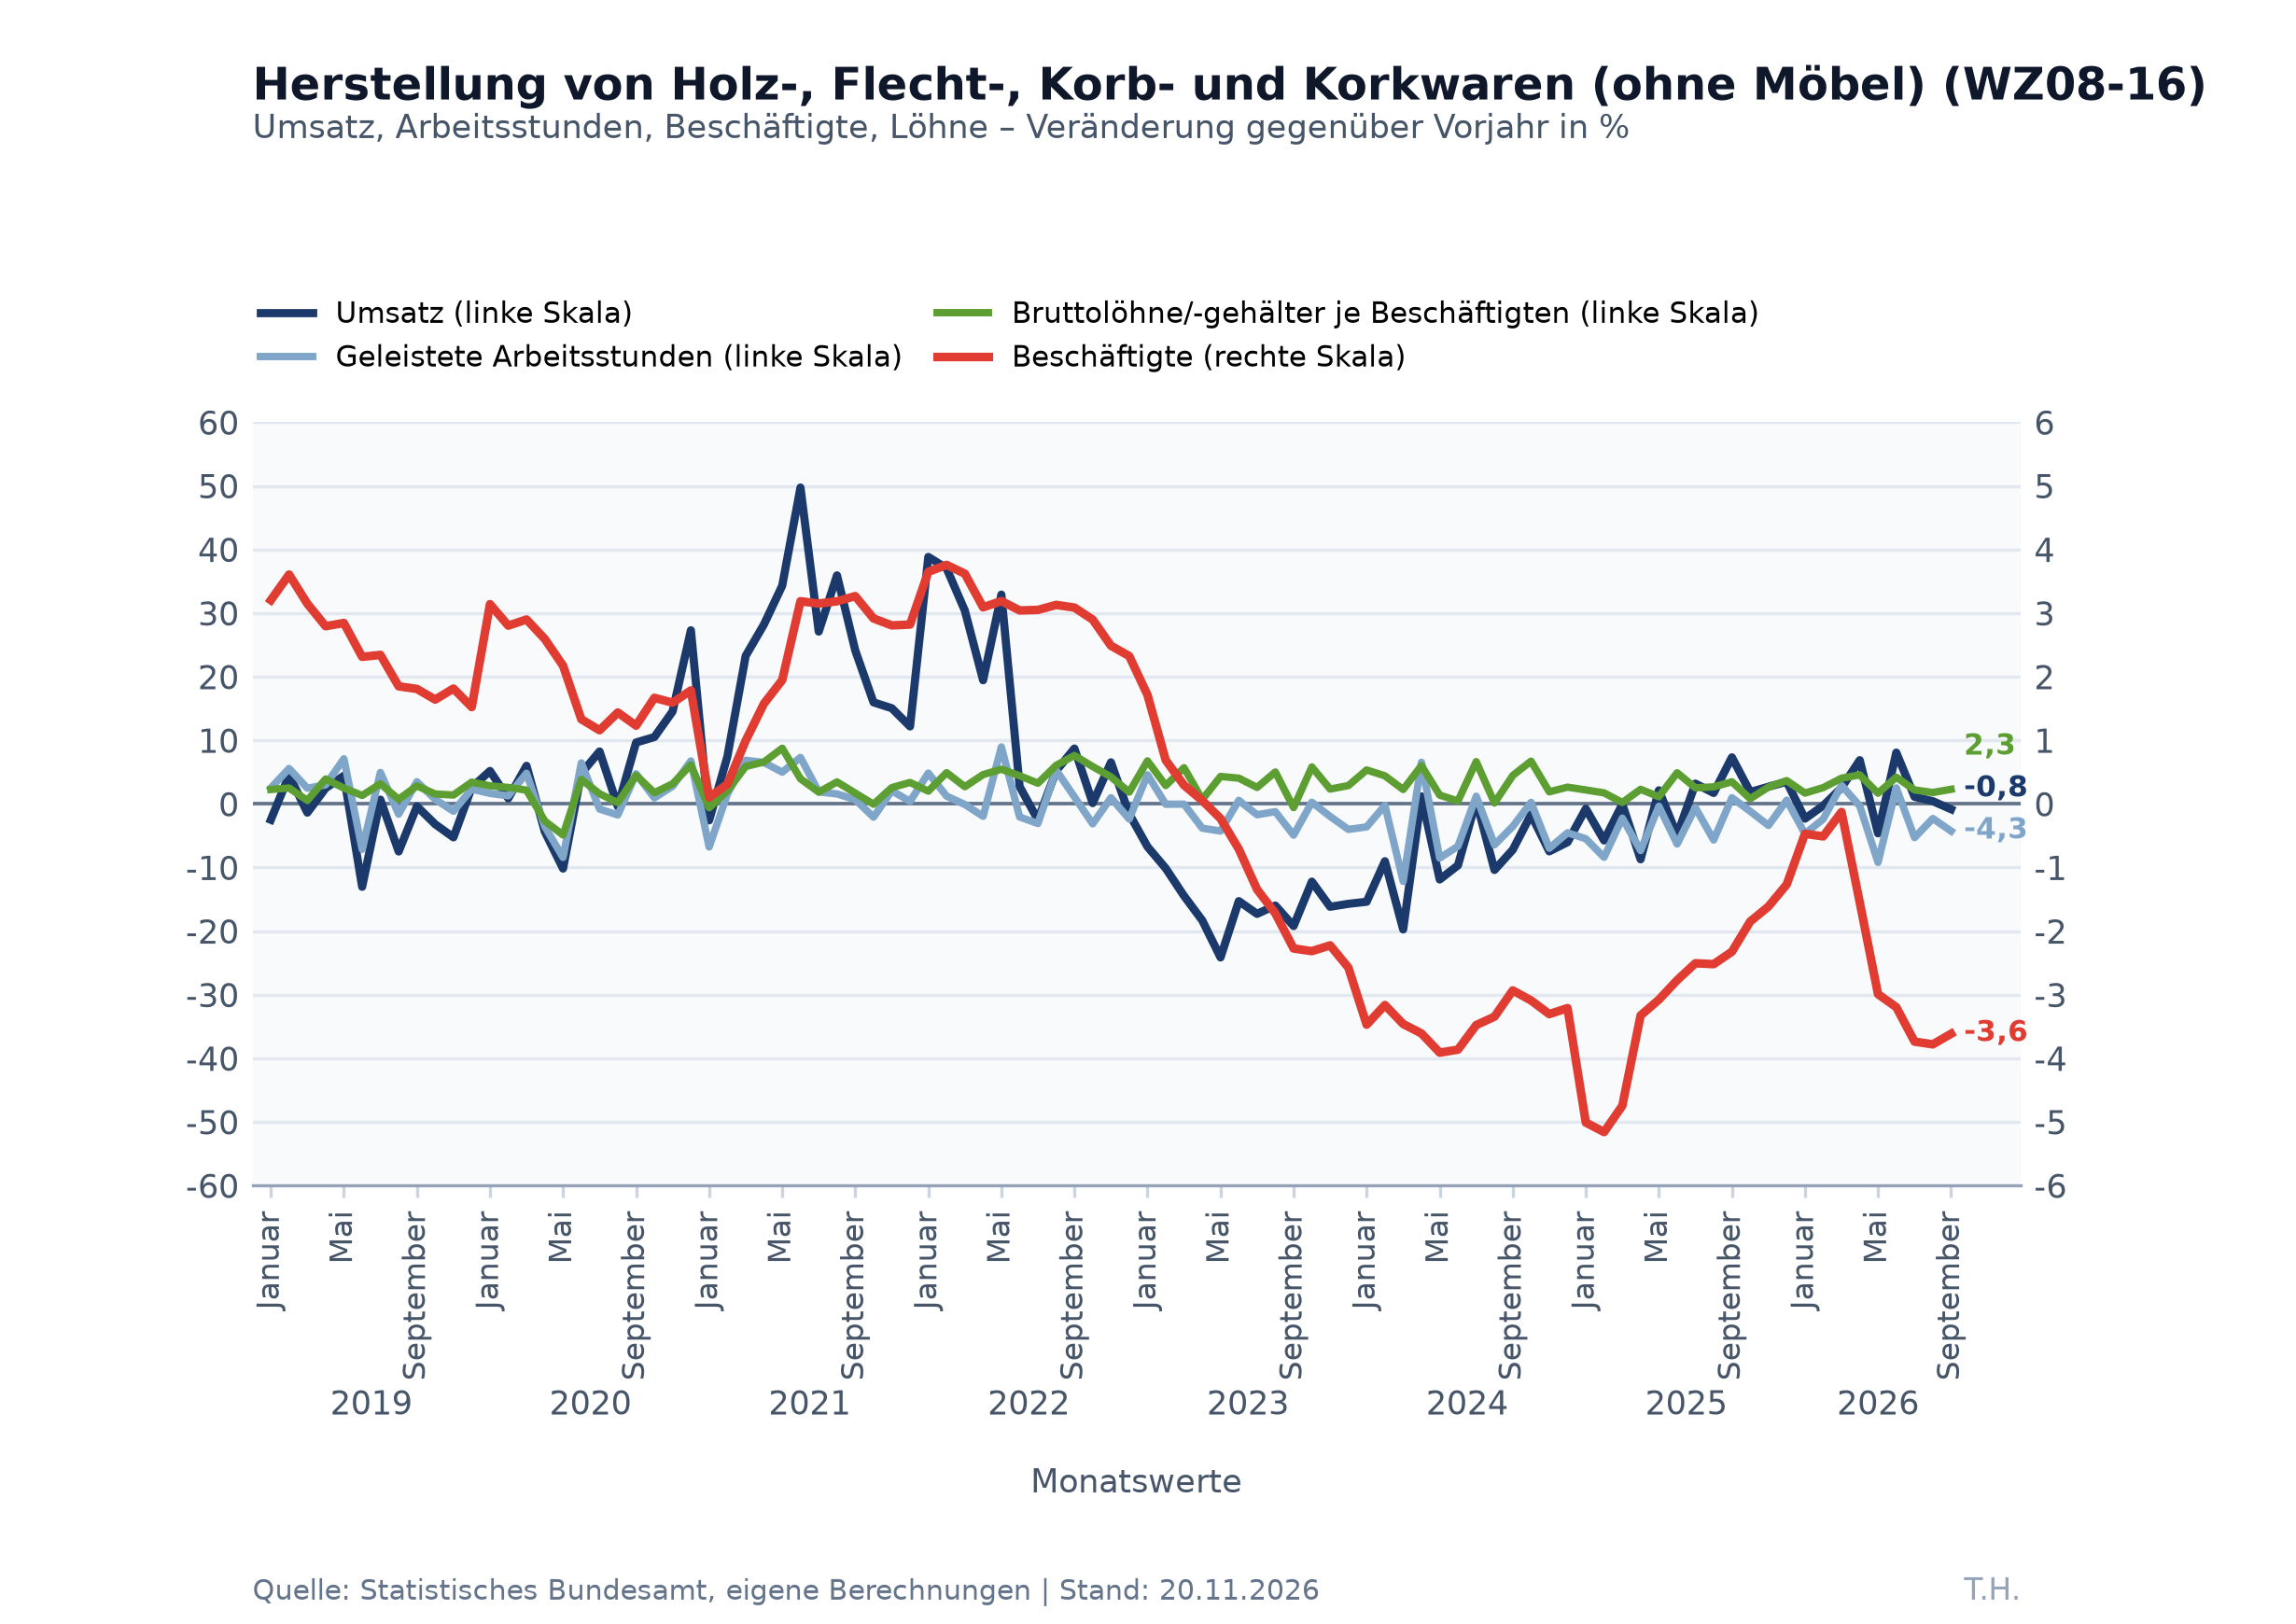 Herstellung von Holz-, Flecht-, Korb- und Korkwaren (ohne Möbel) (WZ08-16)
Umsatz, Arbeitsstunden, Beschäftigte, Löhne – Veränderung gegenüber Vorjahr in %
Umsatz (linke Skala)
Geleistete Arbeitsstunden (linke Skala)
Bruttolöhne/-gehälter je Beschäftigten (linke Skala)
Beschäftigte (rechte Skala)
60 6
50 5
40 4
30 3
20 2
10 1
0 0
-10 -1
-20 -2
-30 -3
-40 -4
-50 -5
-60 -6
2,3
-0,8
-4,3
-3,6
Januar Mai September Januar Mai September Januar Mai September Januar Mai September Januar Mai September Januar Mai September Januar Mai September Januar Mai September
2019 2020 2021 2022 2023 2024 2025 2026
Monatswerte
Quelle: Statistisches Bundesamt, eigene Berechnungen | Stand: 20.11.2026
T.H.